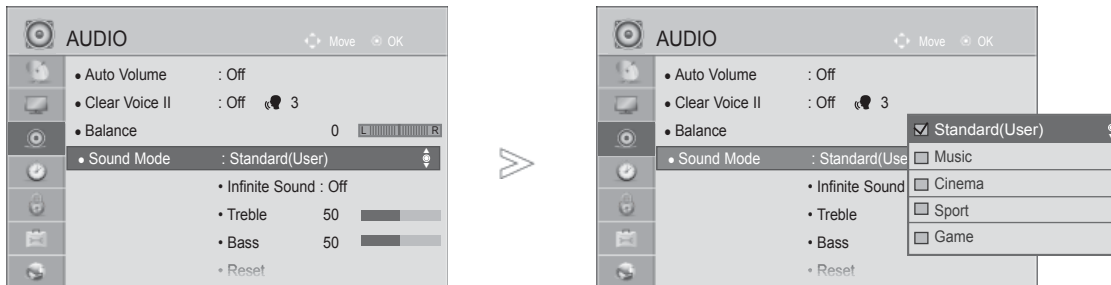 AUDIO Move OK
• Auto Volume : Off
• Clear Voice II : Off 3
• Balance 0 L R
• Sound Mode : Standard(User)
• Infinite Sound : Off
• Treble 50
• Bass 50
• Reset
>>
AUDIO Move OK
• Auto Volume : Off
• Clear Voice II : Off 3
• Balance
• Sound Mode : Standard(Use
• Infinite Sound
• Treble
• Bass
• Reset
Standard(User)
Music
Cinema
Sport
Game